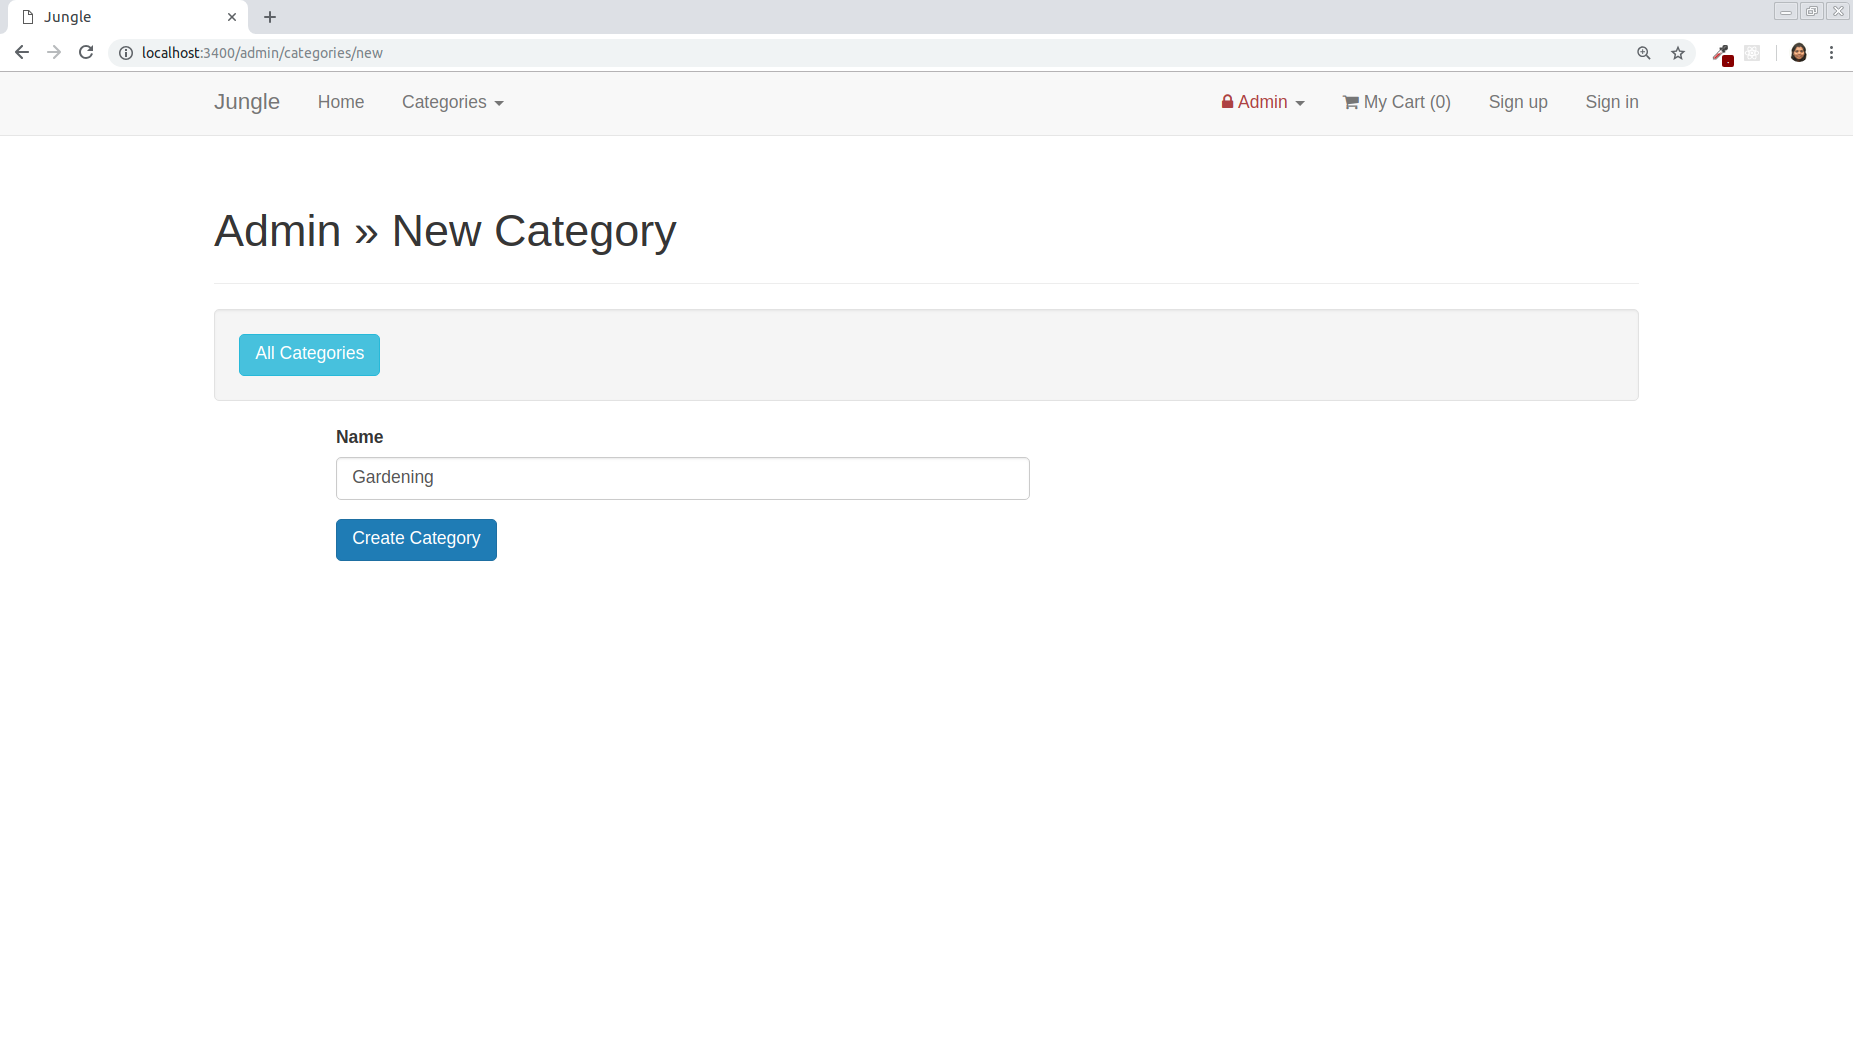 Jungle
localhost:3400/admin/categories/new
Jungle Home Categories Admin My Cart (0) Sign up Sign in
Admin » New Category
All Categories
Name
Gardening
Create Category